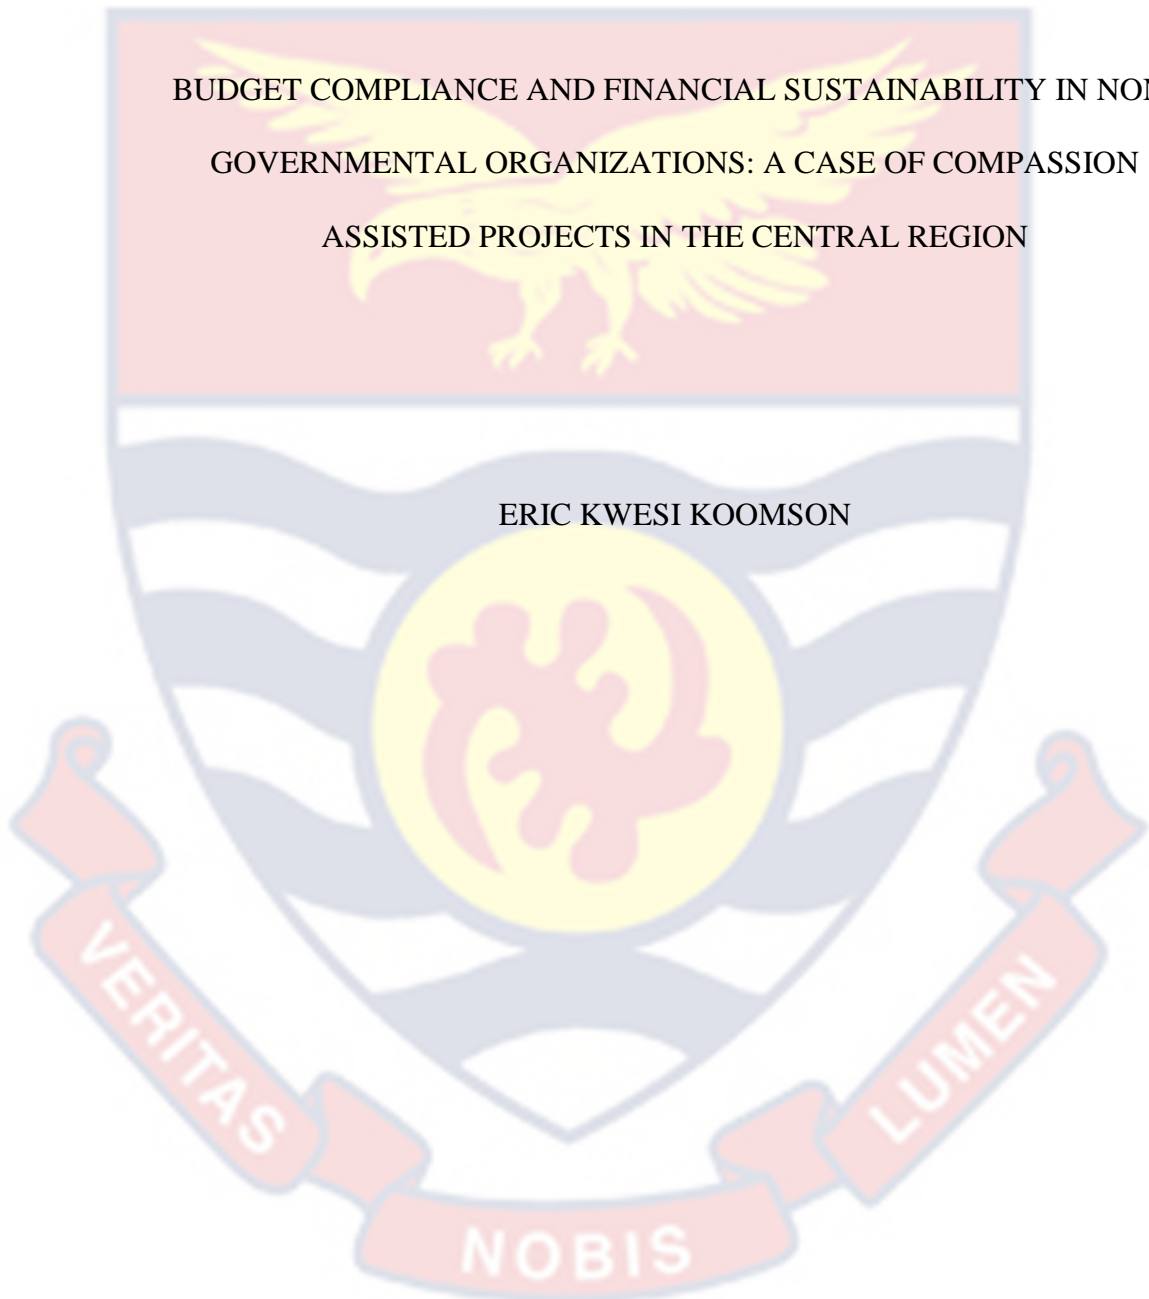 BUDGET COMPLIANCE AND FINANCIAL SUSTAINABILITY IN NON
GOVERNMENTAL ORGANIZATIONS: A CASE OF COMPASSION
ASSISTED PROJECTS IN THE CENTRAL REGION
ERIC KWESI KOOMSON
VERITAS
NOBIS
LUMEN